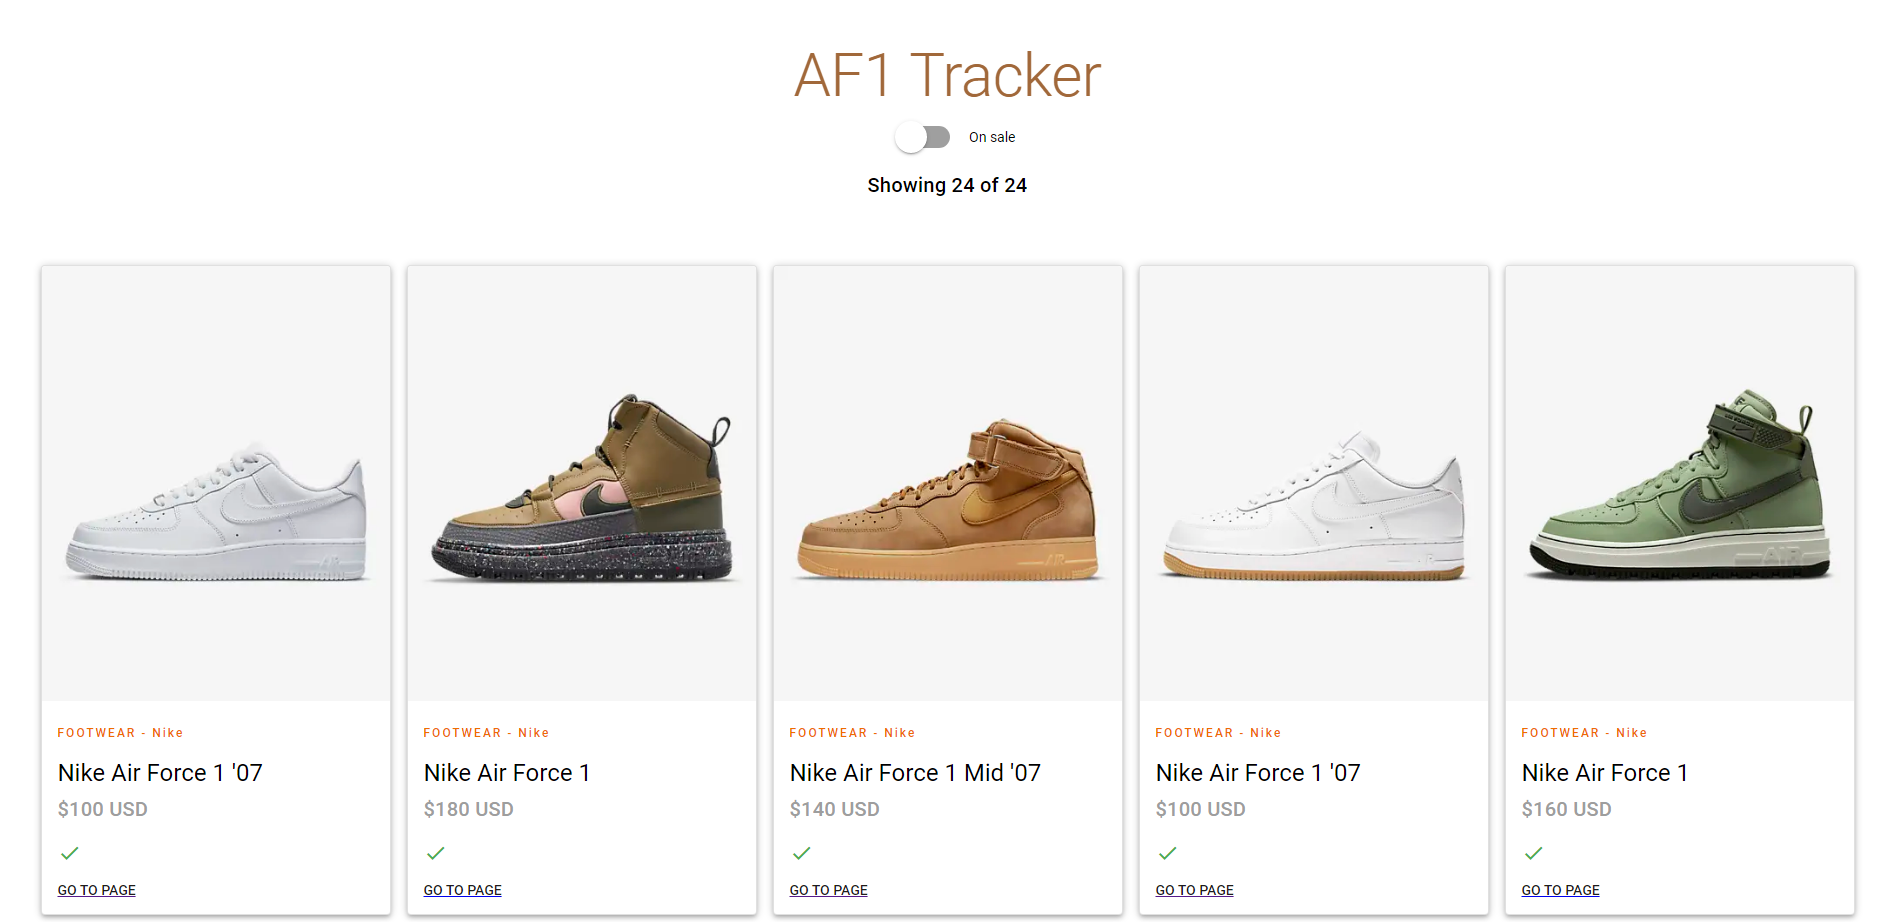 AF1 Tracker
On sale
Showing 24 of 24
FOOTWEAR - Nike
Nike Air Force 1 '07
$100 USD
GO TO PAGE
FOOTWEAR - Nike
Nike Air Force 1
$180 USD
GO TO PAGE
FOOTWEAR - Nike
Nike Air Force 1 Mid '07
$140 USD
GO TO PAGE
FOOTWEAR - Nike
Nike Air Force 1 '07
$100 USD
GO TO PAGE
FOOTWEAR - Nike
Nike Air Force 1
$160 USD
GO TO PAGE